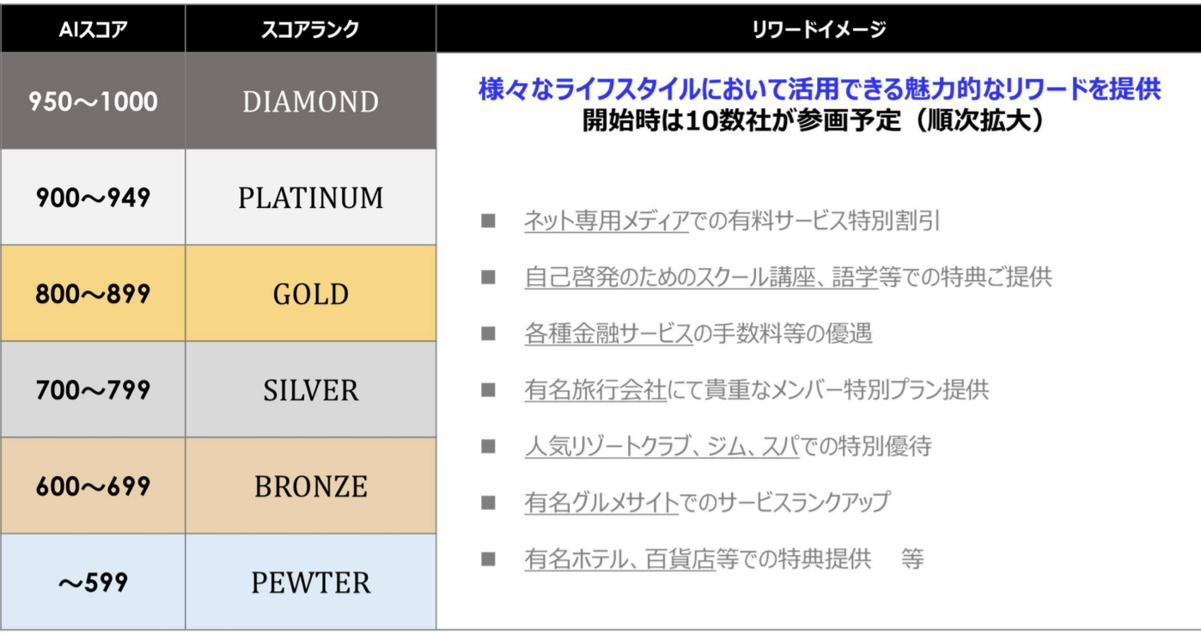 AIスコア スコアランク リワードイメージ
950～1000 DIAMOND
900～949 PLATINUM
800～899 GOLD
700～799 SILVER
600～699 BRONZE
～599 PEWTER
様々なライフスタイルにおいて活用できる魅力的なリワードを提供
開始時は10数社が参画予定（順次拡大）
■ ネット専用メディアでの有料サービス特別割引
■ 自己啓発のためのスクール講座、語学等での特典ご提供
■ 各種金融サービスの手数料等の優遇
■ 有名旅行会社にて貴重なメンバー特別プラン提供
■ 人気リゾートクラブ、ジム、スパでの特別優待
■ 有名グルメサイトでのサービスランクアップ
■ 有名ホテル、百貨店等での特典提供　等